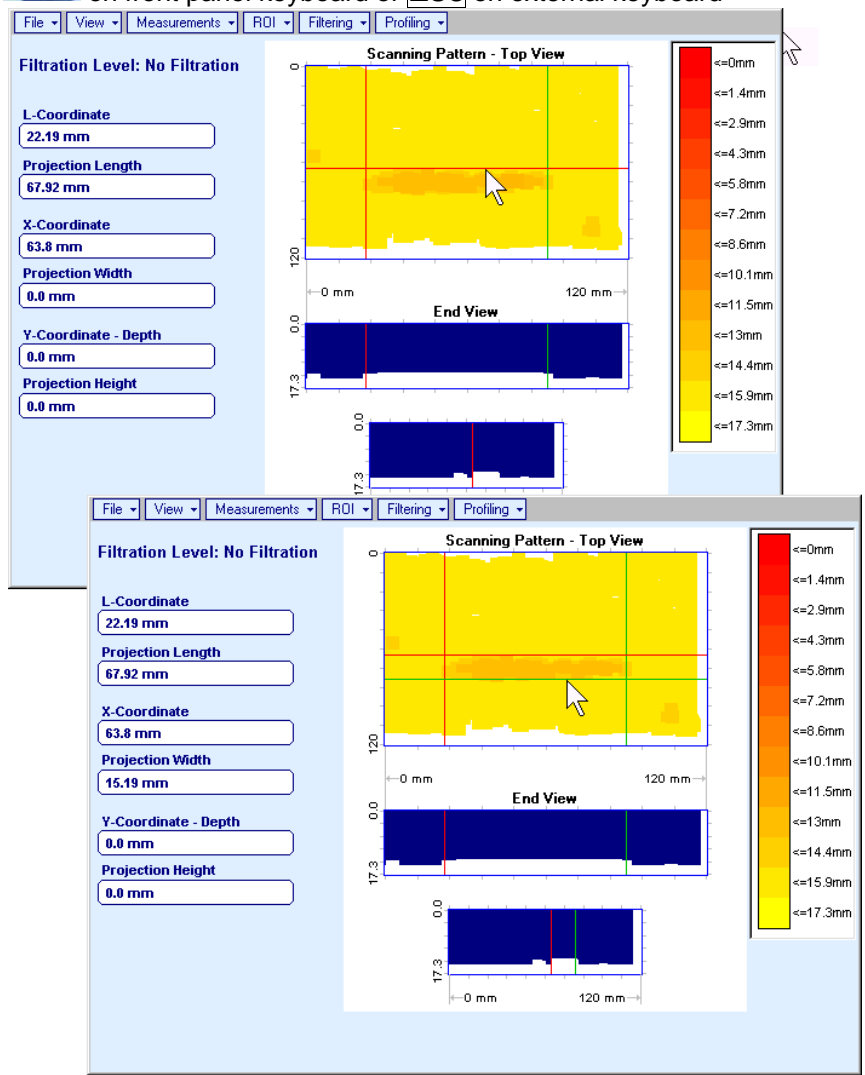 on front panel keyboard or Esc on external keyboard
File View Measurements ROI Filtering Profiling
Filtration Level: No Filtration
L-Coordinate
22.19 mm
Projection Length
67.92 mm
X-Coordinate
63.8 mm
Projection Width
0.0 mm
Y-Coordinate - Depth
0.0 mm
Projection Height
0.0 mm
Scanning Pattern - Top View
0
120
0 mm 120 mm
End View
0.0
17.3
0.0
17.3
<=0mm
<=1.4mm
<=2.9mm
<=4.3mm
<=5.8mm
<=7.2mm
<=8.6mm
<=10.1mm
<=11.5mm
<=13mm
<=14.4mm
<=15.9mm
<=17.3mm
File View Measurements ROI Filtering Profiling
Filtration Level: No Filtration
L-Coordinate
22.19 mm
Projection Length
67.92 mm
X-Coordinate
63.8 mm
Projection Width
15.19 mm
Y-Coordinate - Depth
0.0 mm
Projection Height
0.0 mm
Scanning Pattern - Top View
0
120
0 mm 120 mm
End View
0.0
17.3
0.0
17.3
0 mm 120 mm
<=0mm
<=1.4mm
<=2.9mm
<=4.3mm
<=5.8mm
<=7.2mm
<=8.6mm
<=10.1mm
<=11.5mm
<=13mm
<=14.4mm
<=15.9mm
<=17.3mm